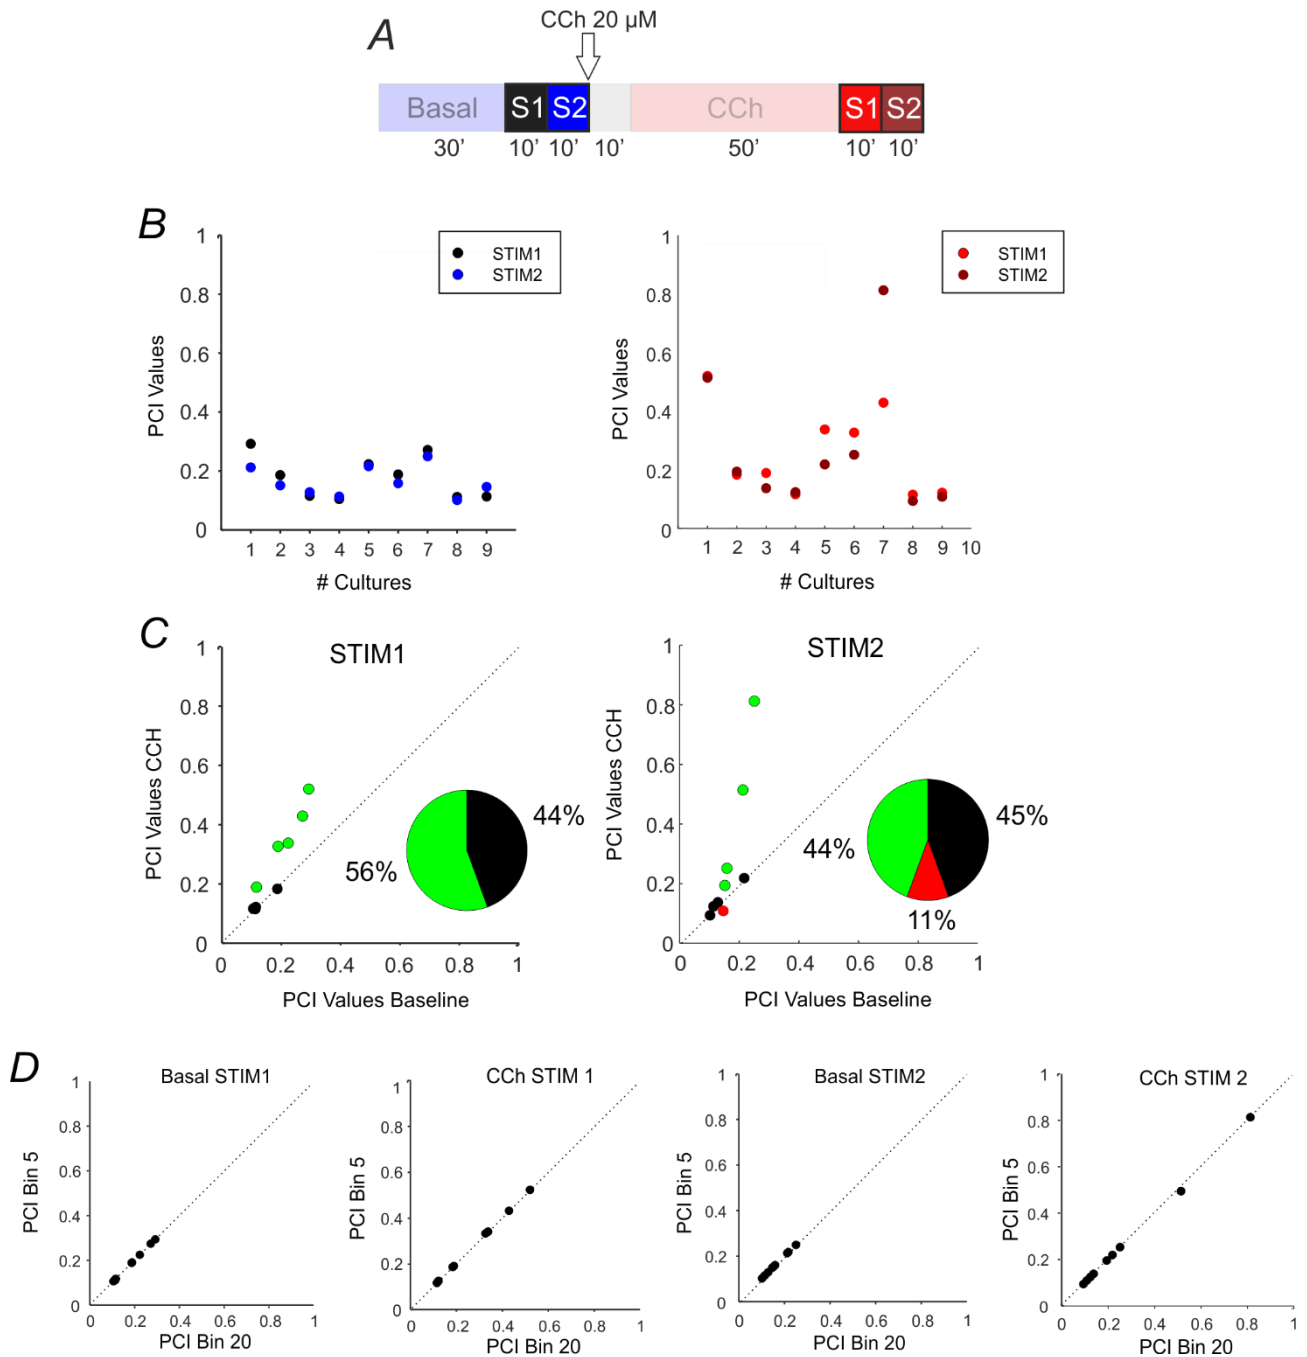 A
CCh 20 µM
Basal S1 S2 CCh S1 S2
30’ 10’ 10’ 10’ 50’ 10’ 10’
B
PCI Values
1
0.8
0.6
0.4
0.2
0
1 2 3 4 5 6 7 8 9
# Cultures
STIM1
STIM2
PCI Values
1
0.8
0.6
0.4
0.2
0
1 2 3 4 5 6 7 8 9 10
# Cultures
STIM1
STIM2
C
STIM1
PCI Values CCH
1
0.8
0.6
0.4
0.2
0
0 0.2 0.4 0.6 0.8 1
PCI Values Baseline
44%
56%
STIM2
PCI Values CCH
1
0.8
0.6
0.4
0.2
0
0 0.2 0.4 0.6 0.8 1
PCI Values Baseline
45%
44%
11%
D
Basal STIM1
PCI Bin 5
1
0.8
0.6
0.4
0.2
0
0 0.2 0.4 0.6 0.8 1
PCI Bin 20
CCh STIM 1
PCI Bin 5
1
0.8
0.6
0.4
0.2
0
0 0.2 0.4 0.6 0.8 1
PCI Bin 20
Basal STIM2
PCI Bin 5
1
0.8
0.6
0.4
0.2
0
0 0.2 0.4 0.6 0.8 1
PCI Bin 20
CCh STIM 2
PCI Bin 5
1
0.8
0.6
0.4
0.2
0
0 0.2 0.4 0.6 0.8 1
PCI Bin 20